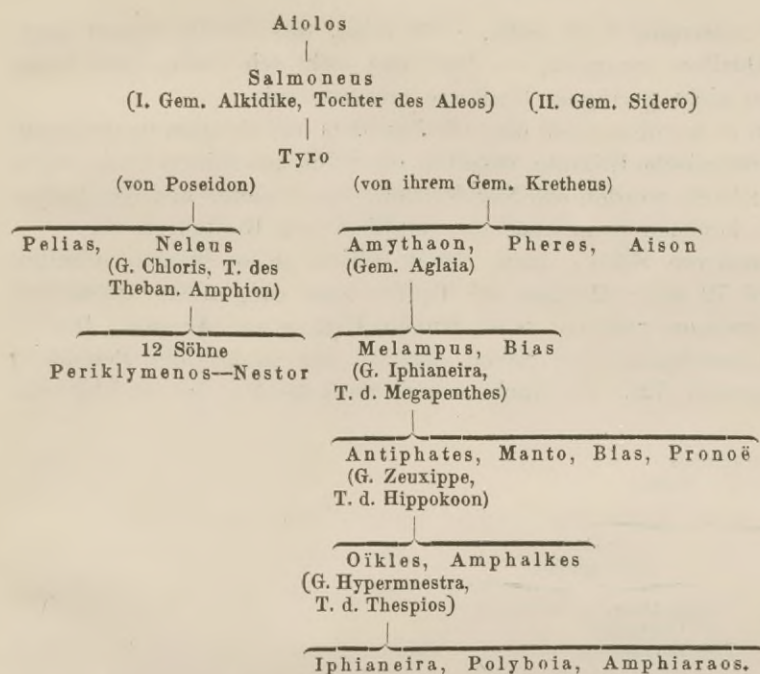 Aiolos
Salmoneus
(I. Gem. Alkidike, Tochter des Aleos) (II. Gem. Sidero)
Tyro
(von Poseidon) (von ihrem Gem. Kretheus)
Pelias, Neleus Amythaon, Pheres, Aison
(G. Chloris, T. des (Gem. Aglaia)
Theban. Amphion)
12 Söhne Melampus, Bias
Periklymenos—Nestor (G. Iphianeira,
T. d. Megapenthes)
Antiphates, Manto, Bias, Pronoë
(G. Zeuxippe,
T. d. Hippokoon)
Oïkles, Amphalkes
(G. Hypermnestra,
T. d. Thespios)
Iphianeira, Polyboia, Amphiaraos.